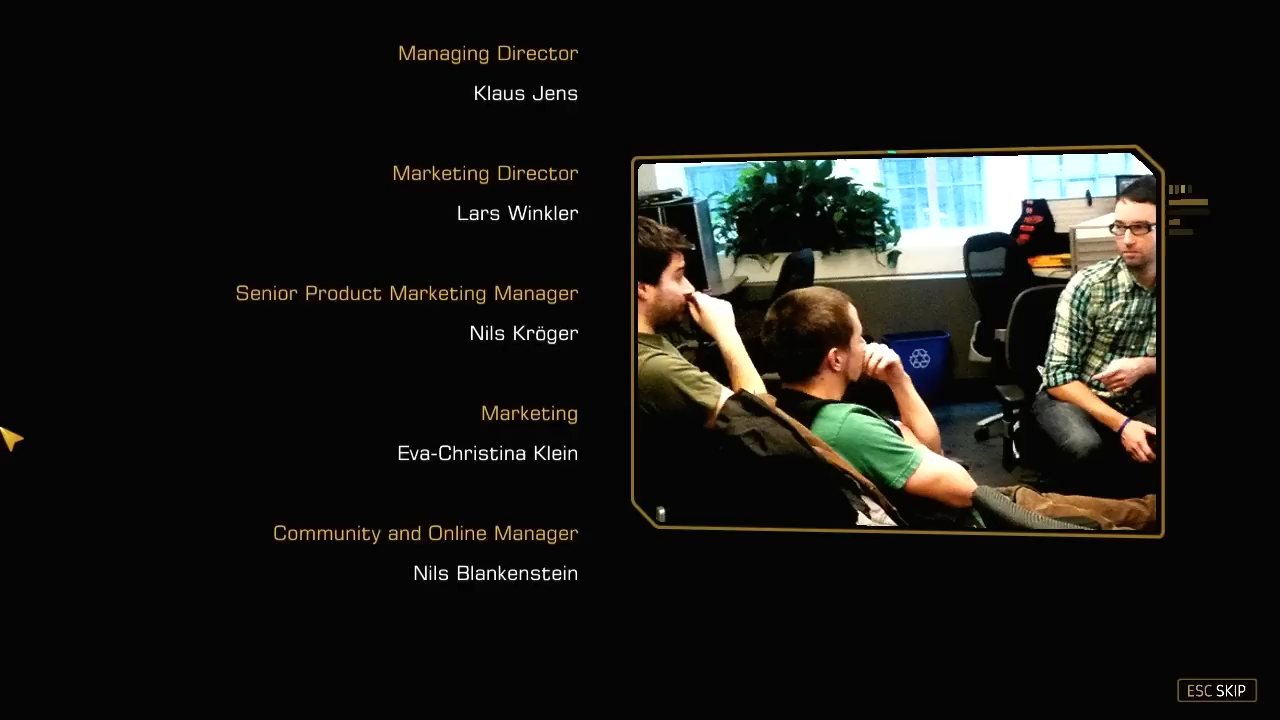 Managing Director
Klaus Jens
Marketing Director
Lars Winkler
Senior Product Marketing Manager
Nils Kröger
Marketing
Eva-Christina Klein
Community and Online Manager
Nils Blankenstein
ESC SKIP